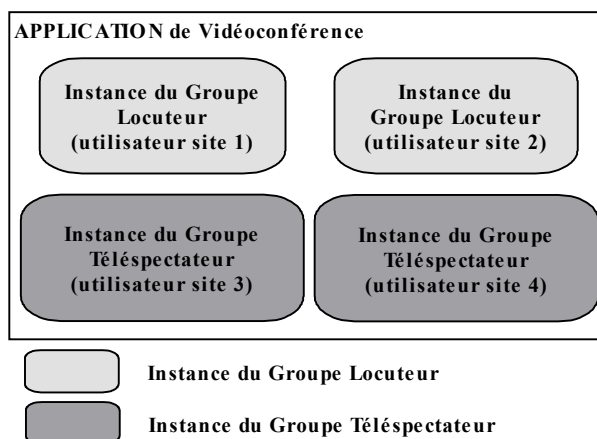 APPLICATION de Vidéoconférence
Instance du Groupe
Locuteur
(utilisateur site 1)
Instance du
Groupe Locuteur
(utilisateur site 2)
Instance du Groupe
Téléspectateur
(utilisateur site 3)
Instance du Groupe
Téléspectateur
(utilisateur site 4)
Instance du Groupe Locuteur
Instance du Groupe Téléspectateur